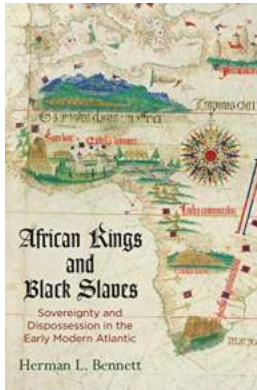 African Kings
and
Black Slaves
Sovereignty and
Dispossession in the
Early Modern Atlantic
Herman L. Bennett